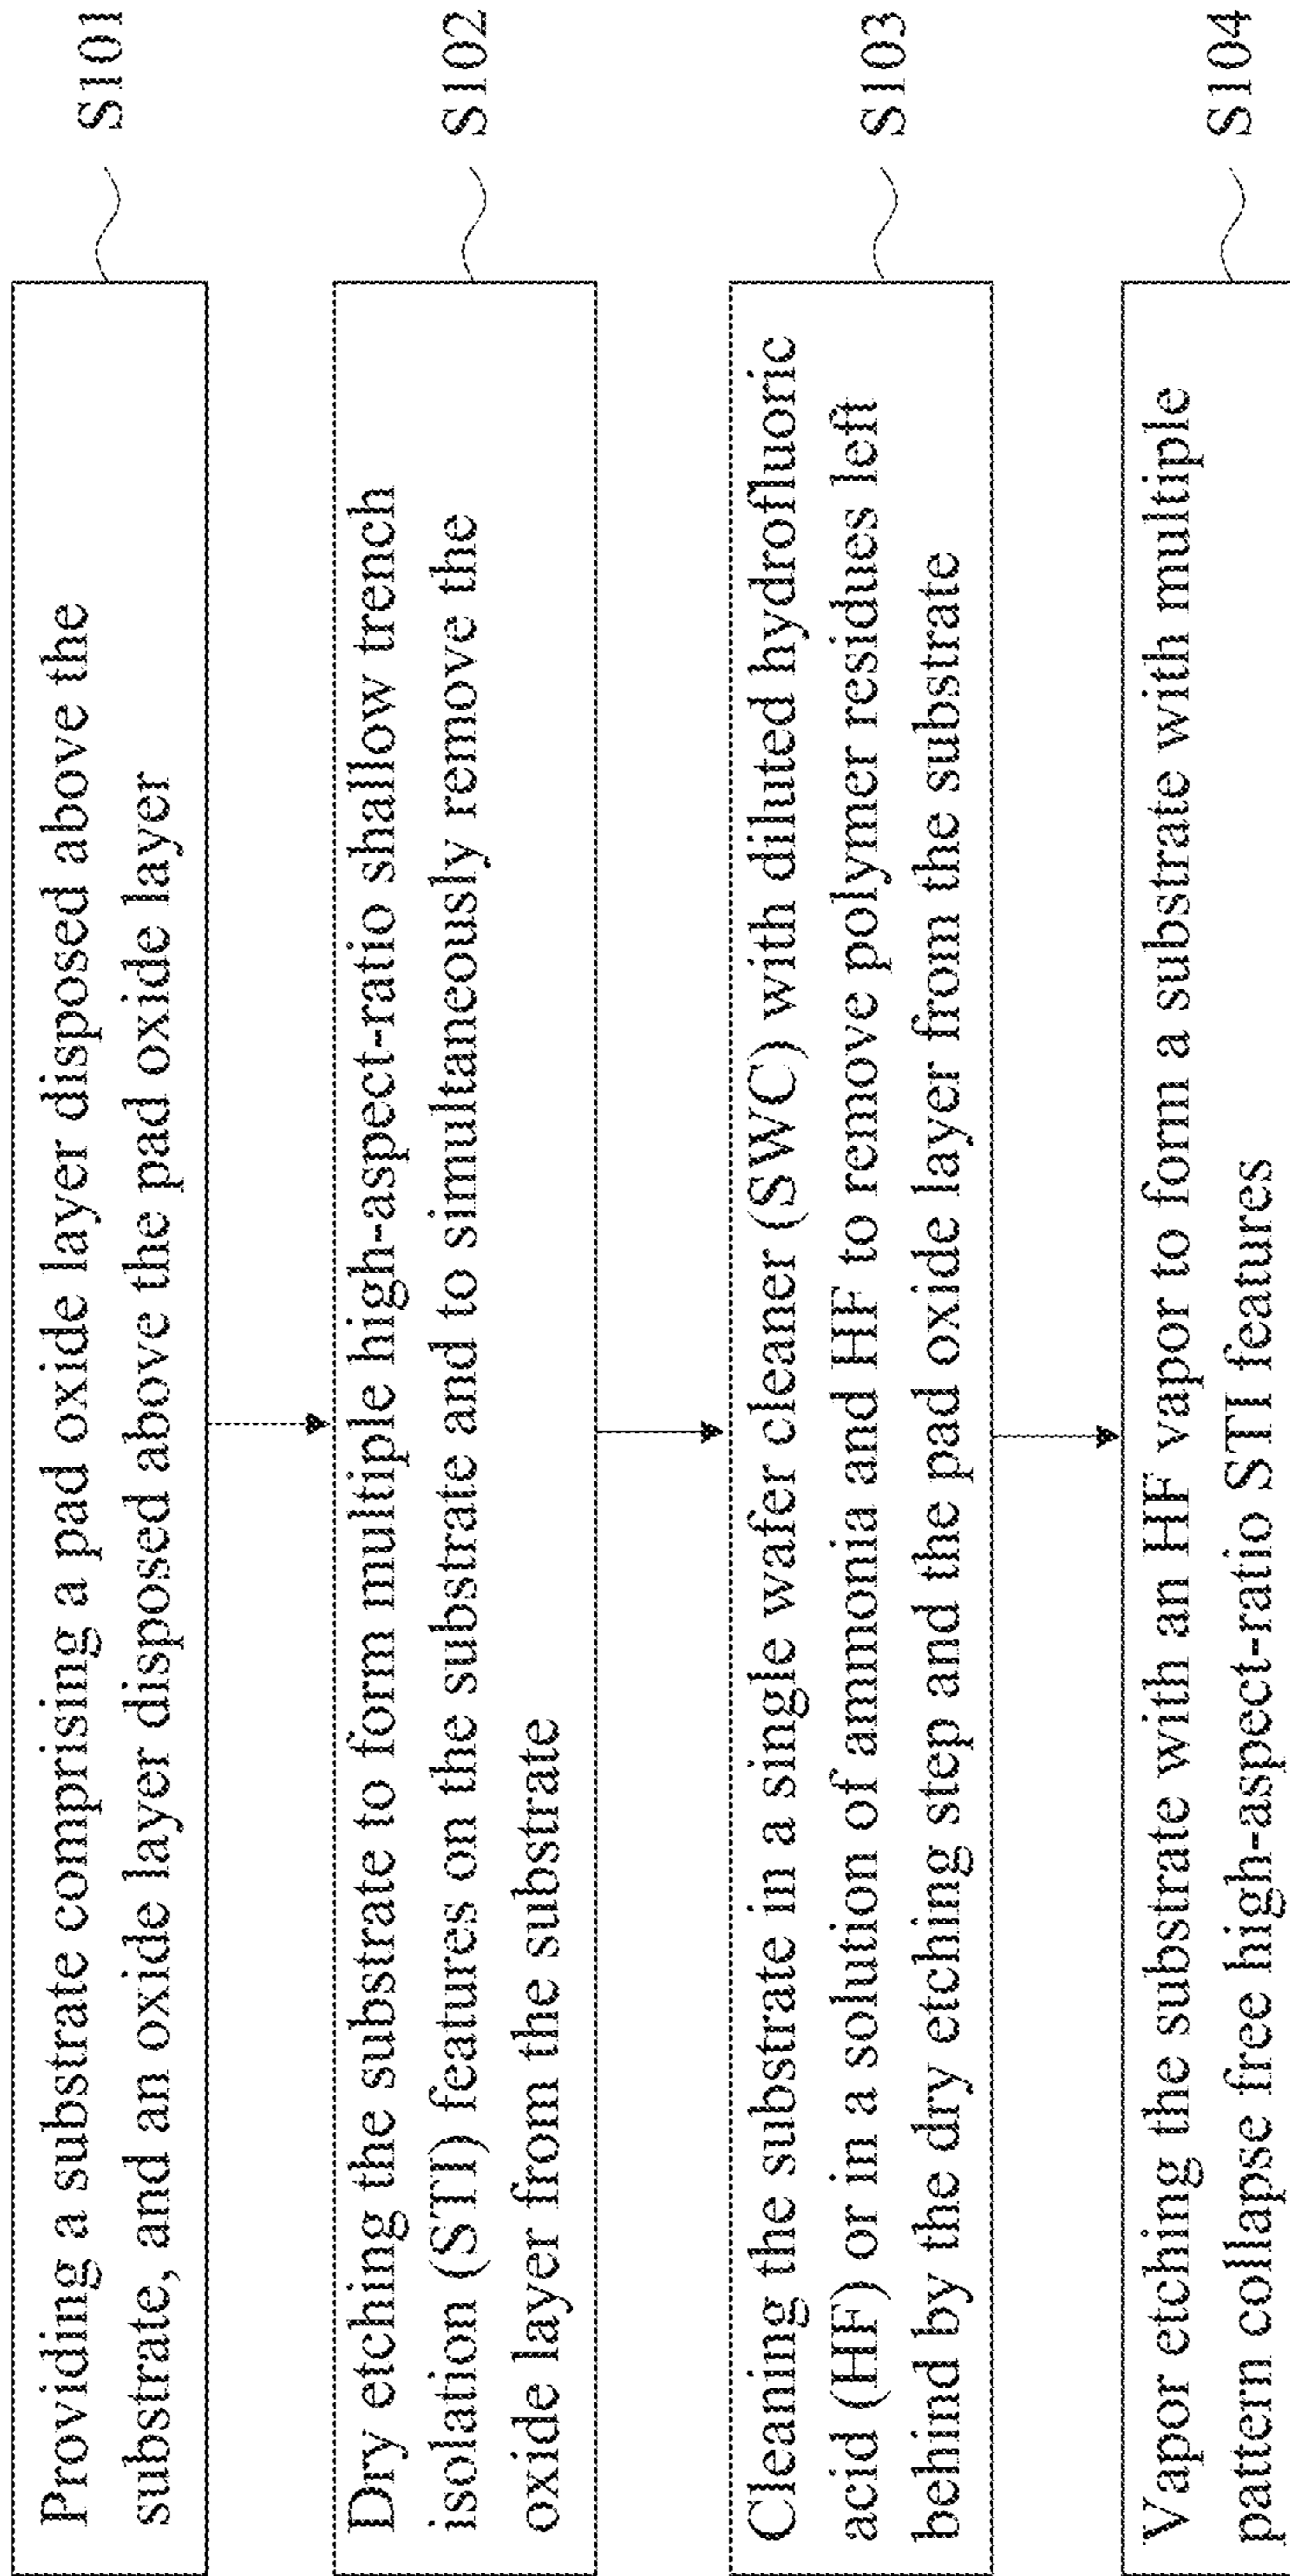 Providing a substrate comprising a pad oxide layer disposed above the
substrate, and an oxide layer disposed above the pad oxide layer
S101
Dry etching the substrate to form multiple high-aspect-ratio shallow trench
isolation (STI) features on the substrate and to simultaneously remove the
oxide layer from the substrate
S102
Cleaning the substrate in a single wafer cleaner (SWC) with diluted hydrofluoric
acid (HF) or in a solution of ammonia and HF to remove polymer residues left
behind by the dry etching step and the pad oxide layer from the substrate
S103
Vapor etching the substrate with an HF vapor to form a substrate with multiple
pattern collapse free high-aspect-ratio STI features
S104